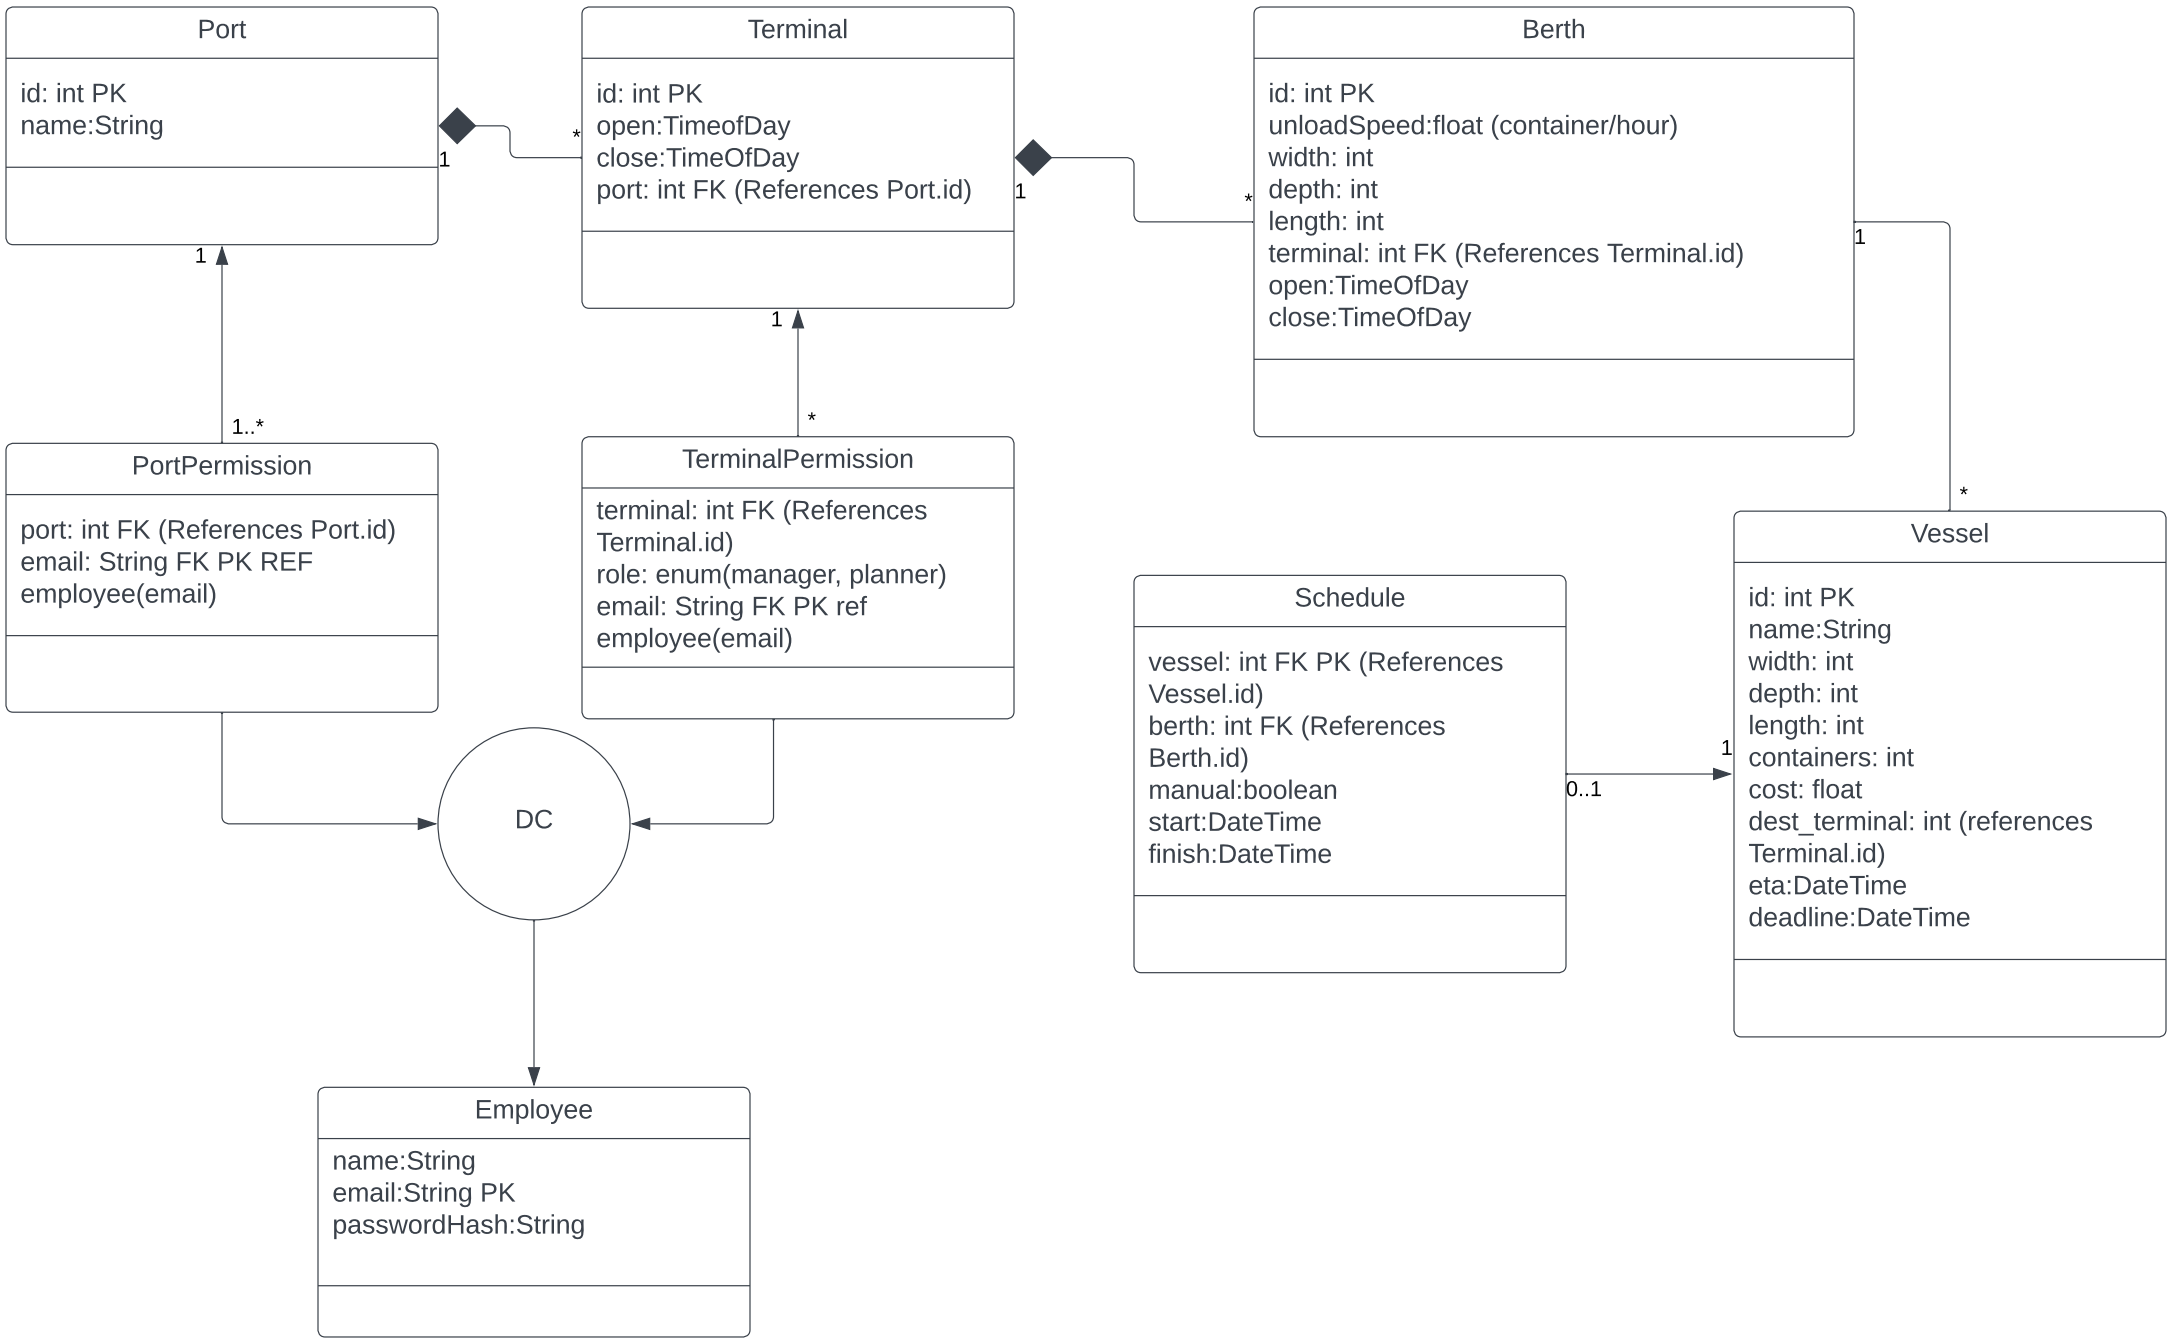 Port
id: int PK
name:String
1
*
Terminal
id: int PK
open:TimeofDay
close:TimeOfDay
port: int FK (References Port.id)
1
*
Berth
id: int PK
unloadSpeed:float (container/hour)
width: int
depth: int
length: int
terminal: int FK (References Terminal.id)
open:TimeOfDay
close:TimeOfDay
1
*
1
1..*
1
*
PortPermission
port: int FK (References Port.id)
email: String FK PK REF
employee(email)
TerminalPermission
terminal: int FK (References
Terminal.id)
role: enum(manager, planner)
email: String FK PK ref
employee(email)
Schedule
vessel: int FK PK (References
Vessel.id)
berth: int FK (References
Berth.id)
manual:boolean
start:DateTime
finish:DateTime
0..1
1
Vessel
id: int PK
name:String
width: int
depth: int
length: int
containers: int
cost: float
dest_terminal: int (references
Terminal.id)
eta:DateTime
deadline:DateTime
DC
Employee
name:String
email:String PK
passwordHash:String